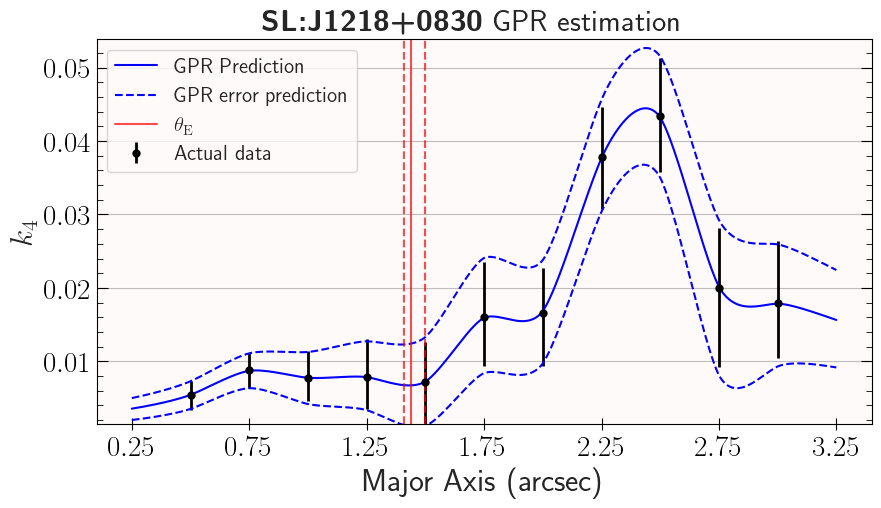 SL:J1218+0830 GPR estimation
GPR Prediction
GPR error prediction
θ_E
Actual data
k_4
0.05
0.04
0.03
0.02
0.01
0.25 0.75 1.25 1.75 2.25 2.75 3.25
Major Axis (arcsec)